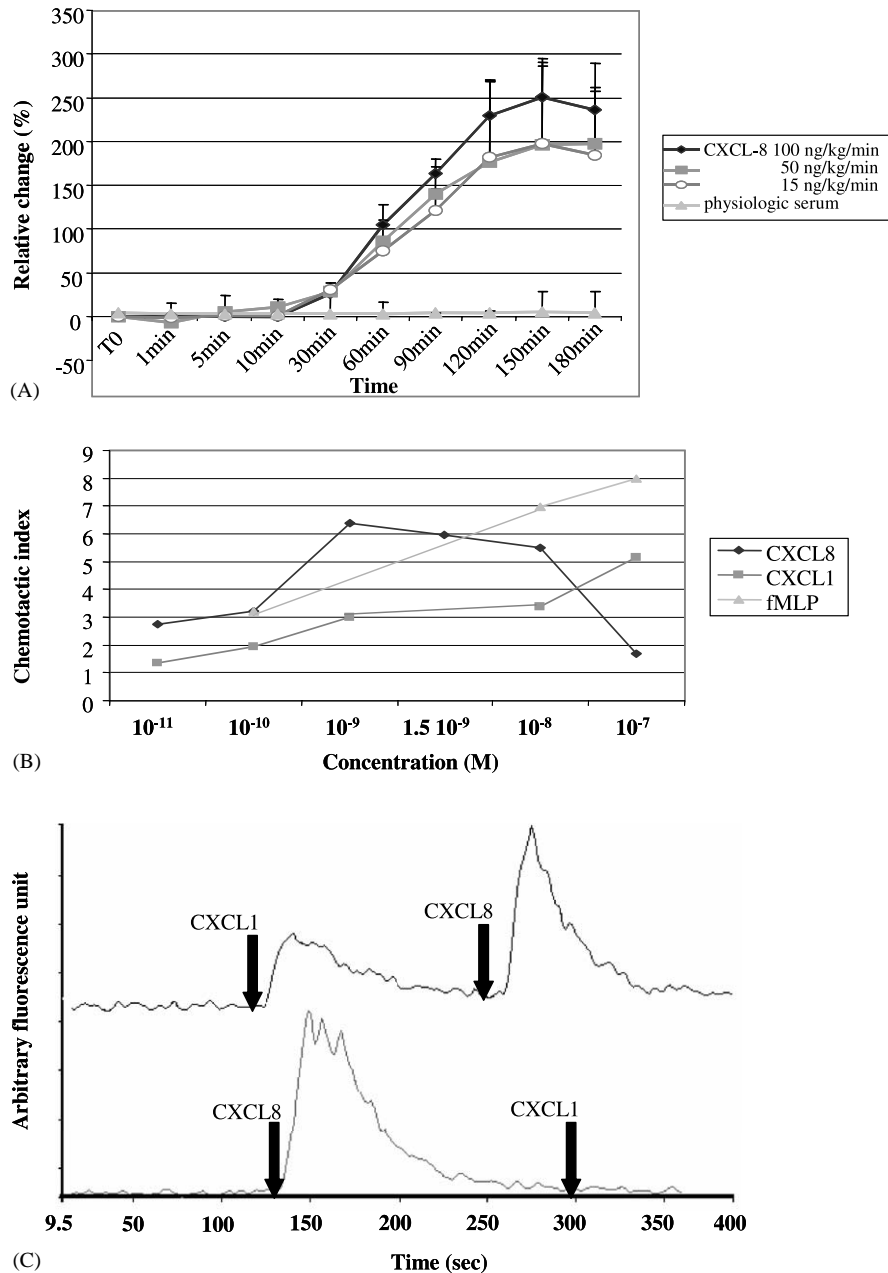 350
300
250
200
150
100
50
0
-50
Relative change (%)
T0 1min 5min 10min 30min 60min 90min 120min 150min 180min
Time
CXCL-8 100 ng/kg/min
50 ng/kg/min
15 ng/kg/min
physiologic serum
(A)
9
8
7
6
5
4
3
2
1
0
Chemotactic index
10⁻¹¹ 10⁻¹⁰ 10⁻⁹ 1.5 10⁻⁹ 10⁻⁸ 10⁻⁷
Concentration (M)
CXCL8
CXCL1
fMLP
(B)
Arbitrary fluorescence unit
CXCL1
CXCL8
CXCL8
CXCL1
9.5 50 100 150 200 250 300 350 400
Time (sec)
(C)